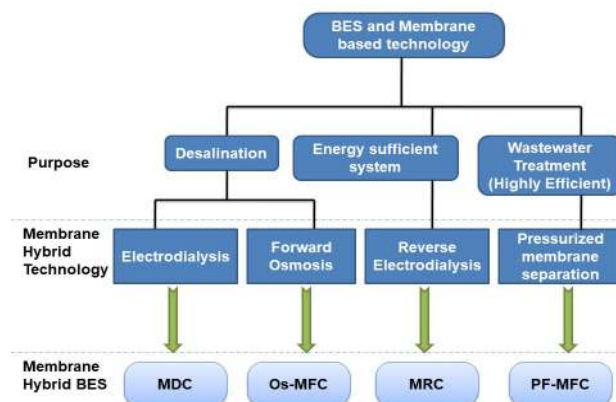 BES and Membrane
based technology
Purpose
Desalination
Energy sufficient
system
Wastewater
Treatment
(Highly Efficient)
Membrane
Hybrid
Technology
Electrodialysis
Forward
Osmosis
Reverse
Electrodialysis
Pressurized
membrane
separation
Membrane
Hybrid BES
MDC
Os-MFC
MRC
PF-MFC